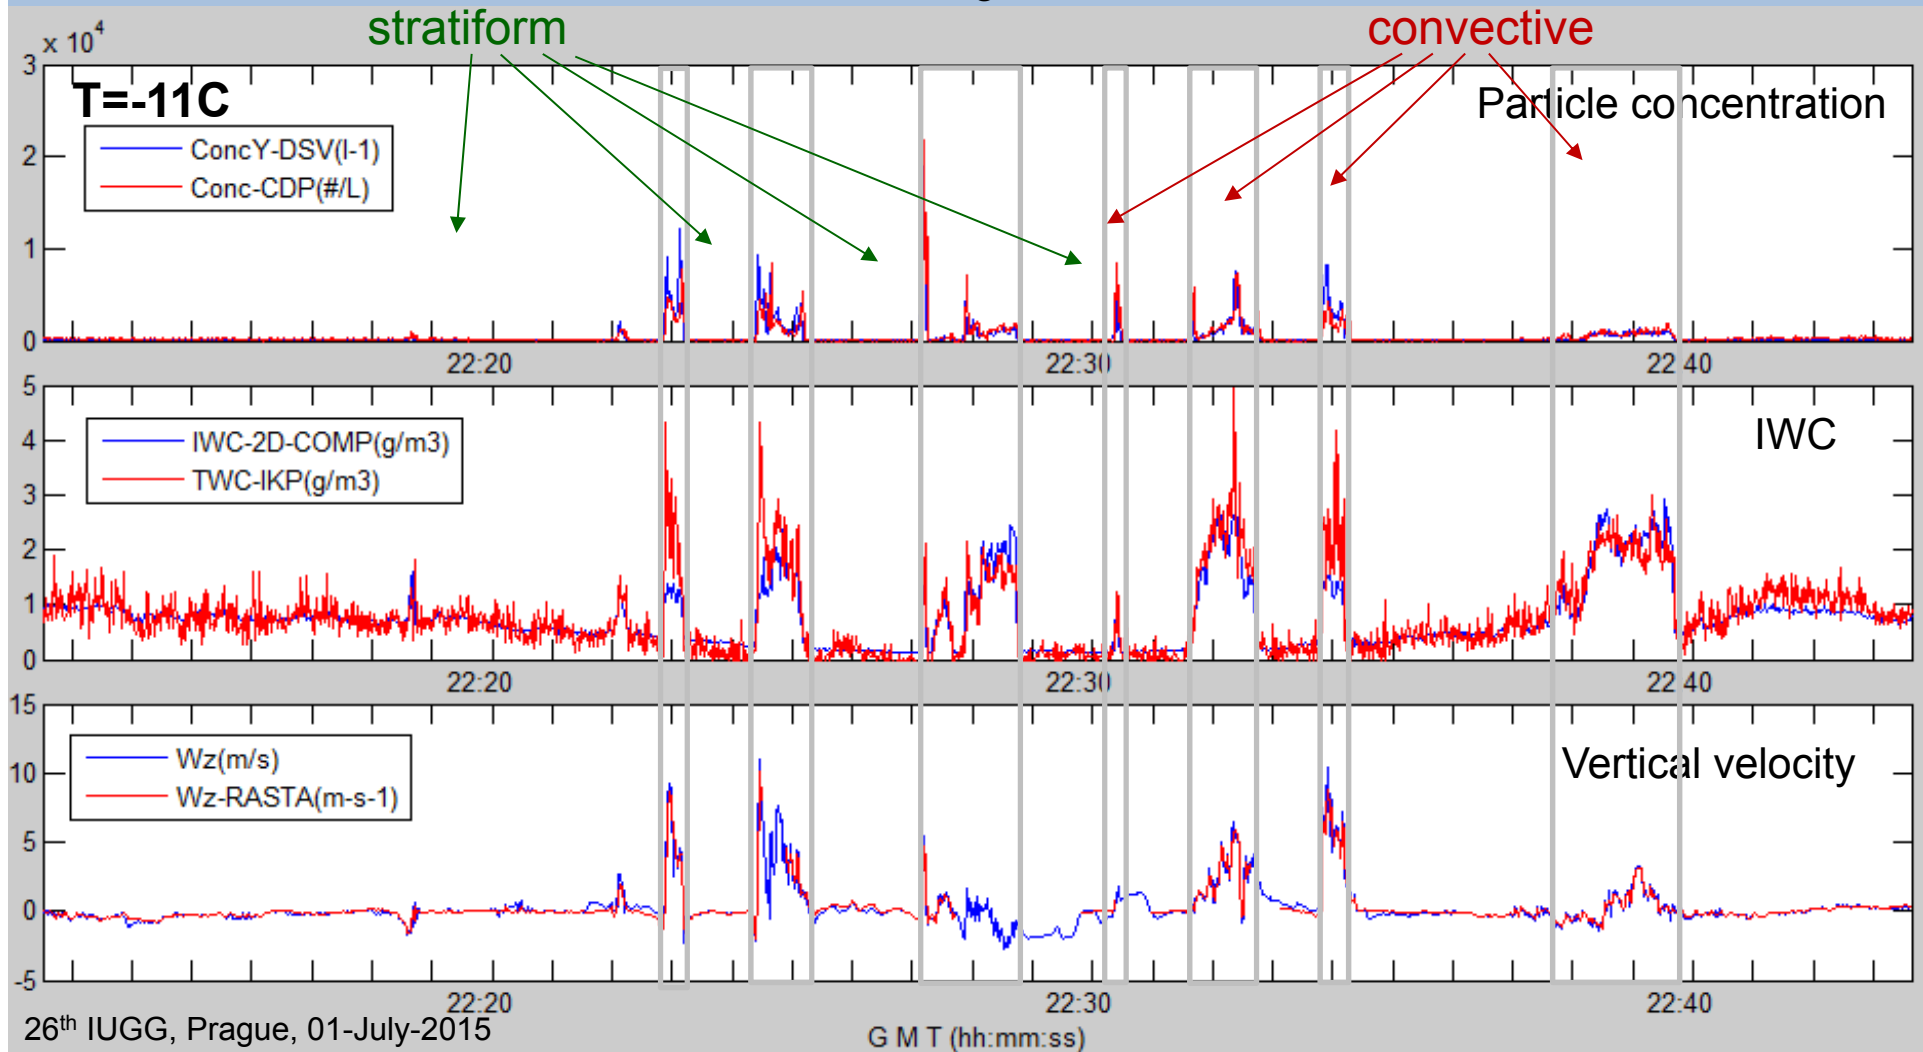 stratiform
convective
x 10^4
3
2
1
0
T=-11C
Particle concentration
ConcY-DSV(l-1)
Conc-CDP(#/L)
22:20
22:30
22:40
5
4
3
2
1
0
IWC-2D-COMP(g/m3)
TWC-IKP(g/m3)
IWC
22:20
22:30
22:40
15
10
5
0
-5
Wz(m/s)
Wz-RASTA(m-s-1)
Vertical velocity
22:20
22:30
22:40
26th IUGG, Prague, 01-July-2015
G M T (hh:mm:ss)